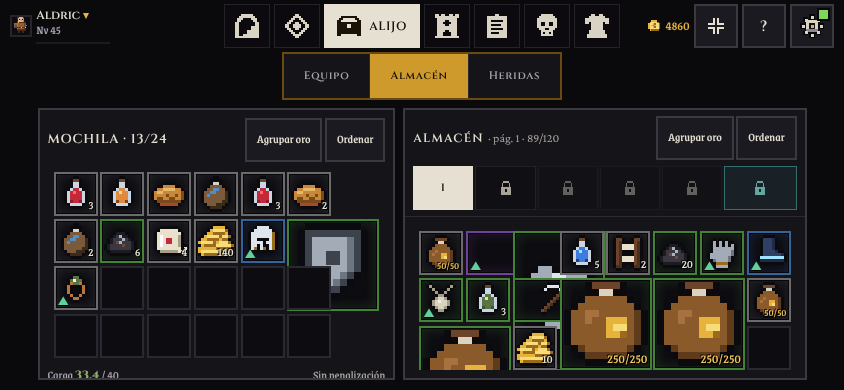 ALDRIC
Nv 45
ALIJO
4860
?
EQUIPO
ALMACÉN
HERIDAS
MOCHILA · 13/24
Agrupar oro
Ordenar
3
3
2
2
6
4
140
Carga 33.4 / 40
Sin penalización
ALMACÉN · pág. 1 · 89/120
Agrupar oro
Ordenar
1
50/50
5
2
20
3
50/50
10
250/250
250/250